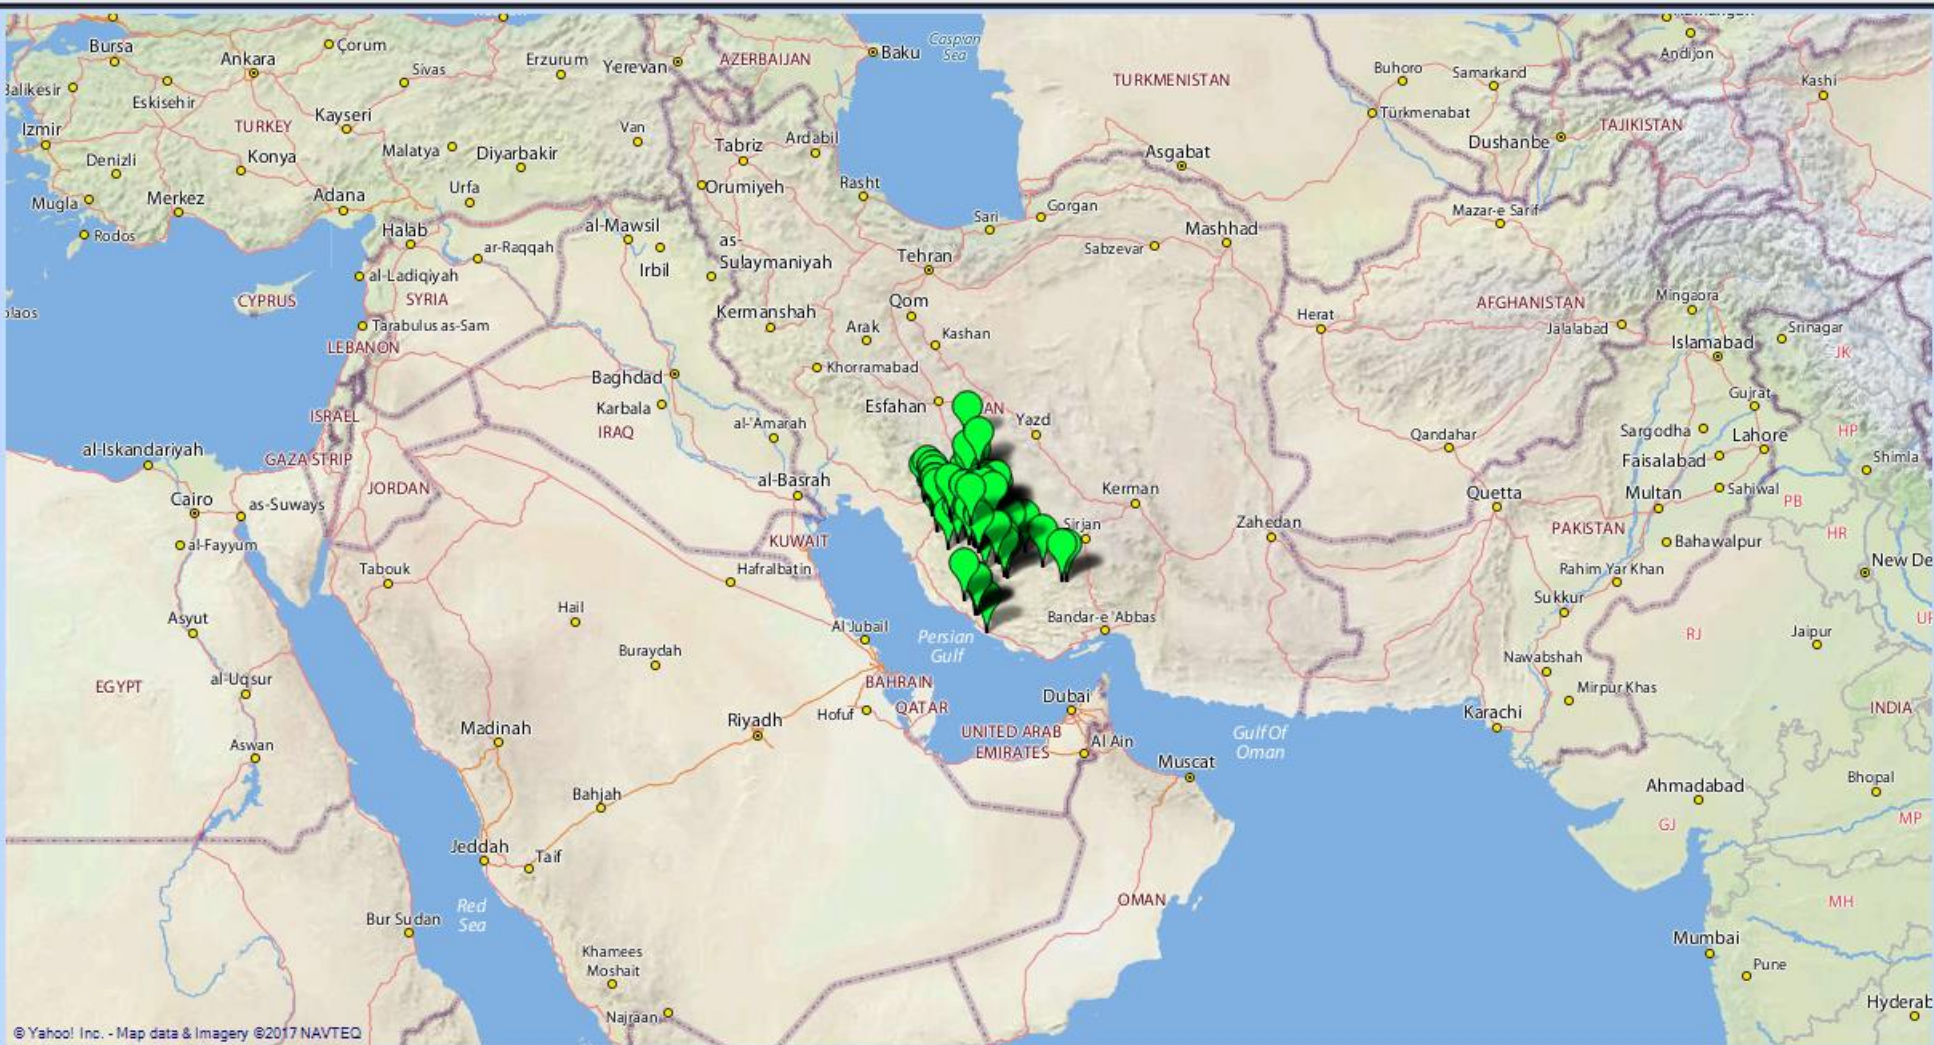 Bursa
Ankara
Çorum
Sivas
Erzurum
Yerevan
AZERBAIJAN
Baku
Caspian
Sea
TURKMENISTAN
Buhoro
Samarkand
Andijon
Kashi
Eskisehir
Kayseri
TURKEY
Izmir
Denizli
Konya
Malatya
Diyarbakir
Van
Tabriz
Ardabil
Türkmenabat
Dushanbe
TAJIKISTAN
Asgabat
Mugla
Merkez
Adana
Urfa
Orumiyeh
Rasht
Rodos
Halab
al-Mawsil
Sari
Gorgan
Mashhad
Mazar-e Sarif
ar-Raqqah
Irbil
as-
Sulaymaniyah
Tehran
Sabzevar
al-Ladiqiyah
CYPRUS
SYRIA
Qom
AFGHANISTAN
Mingaora
Tarabulus as-Sam
Kermanshah
Arak
Kashan
Herat
Jalalabad
Islamabad
Srinagar
JK
LEBANON
Khorramabad
Baghdad
Karbala
Esfahan
AN
Yazd
Gujrat
ISRAEL
IRAQ
al-'Amarah
Qandahar
Sargodha
Lahore
HP
al-Iskandariyah
GAZA STRIP
Faisalabad
Shimla
Cairo
as-Suways
JORDAN
al-Basrah
Kerman
Quetta
Multan
Sahiwal
PB
al-Fayyum
KUWAIT
Sirjan
Zahedan
PAKISTAN
Bahawalpur
HR
Tabouk
Hafralbatin
Rahim Yar Khan
New De
Hail
Sukkur
Asyut
Al Jubail
Persian
Gulf
Bandar-e 'Abbas
RJ
Jaipur
Buraydah
Nawabshah
EGYPT
al-Uqsur
BAHRAIN
Mirpur Khas
Hofuf
QATAR
Dubai
INDIA
Madinah
Riyadh
Karachi
Aswan
UNITED ARAB
EMIRATES
Al Ain
Gulf Of
Oman
Muscat
Bahjah
Ahmadabad
Bhopal
GJ
MP
Jeddah
Taif
OMAN
MH
Red
Sea
Bur Sudan
Khamees
Moshait
Mumbai
Pune
Najraan
Hyderab
© Yahoo! Inc. - Map data & Imagery ©2017 NAVTEQ